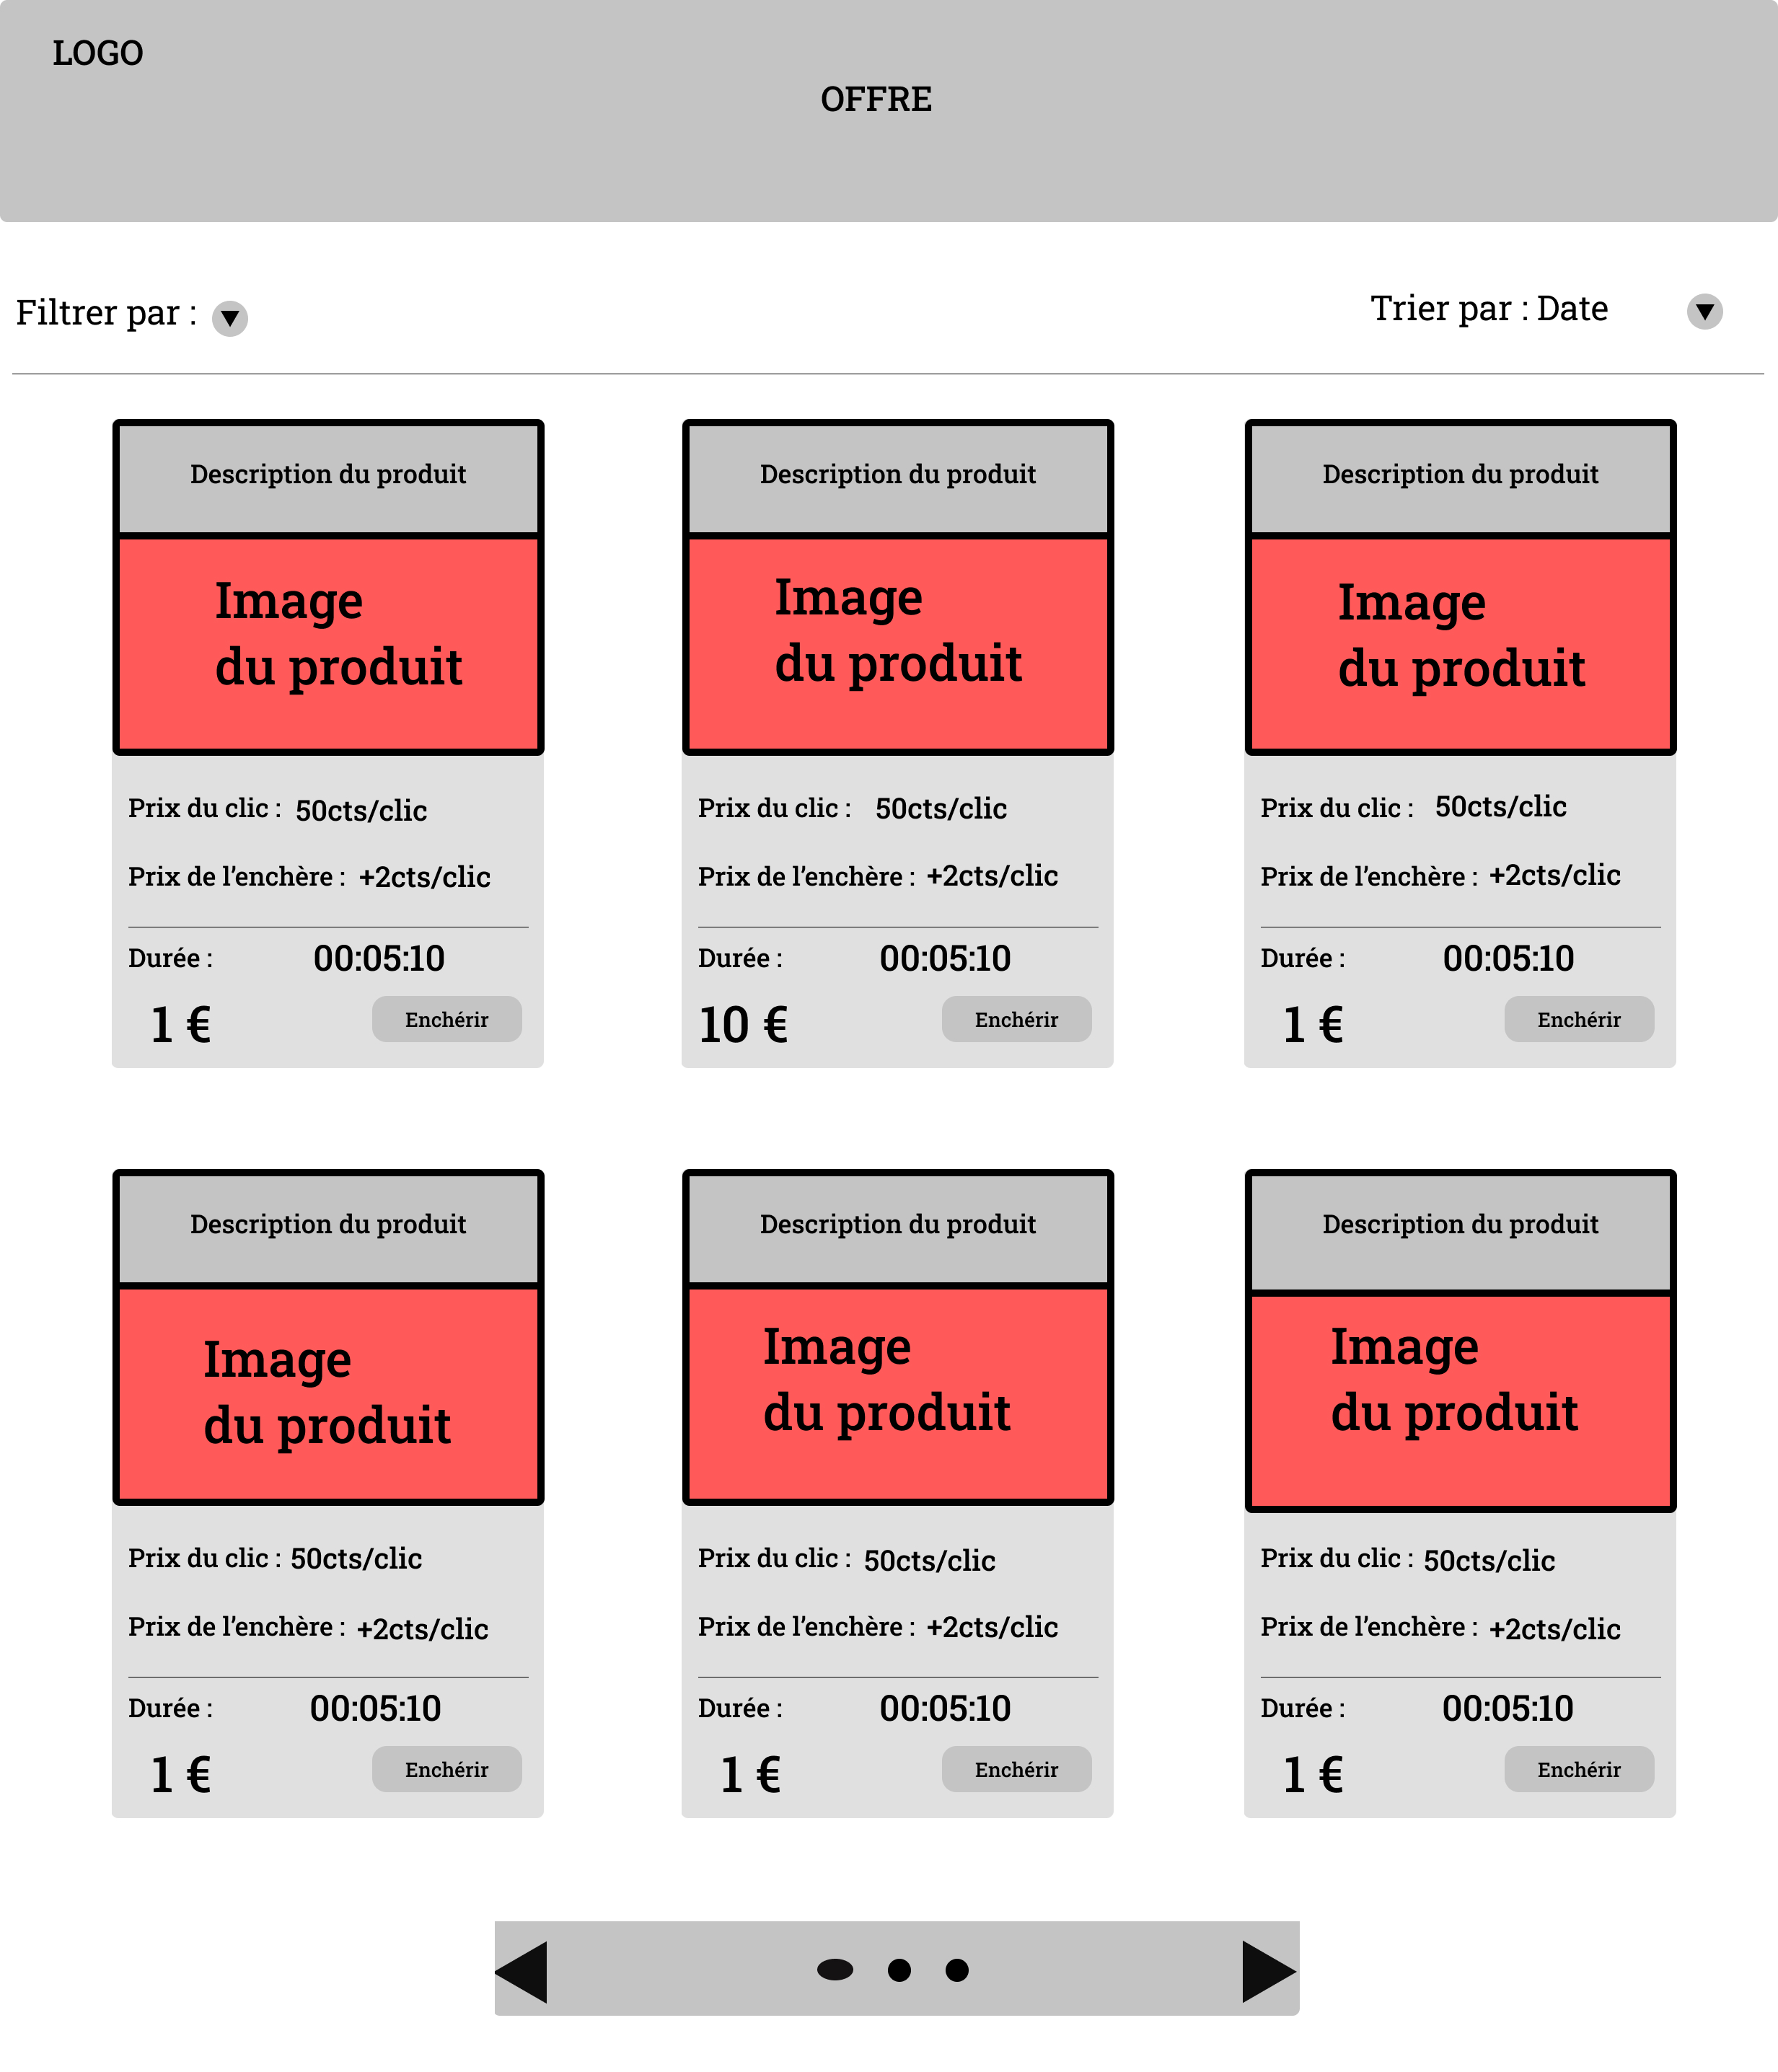 LOGO
OFFRE
Filtrer par :
Trier par : Date
Description du produit
Image
du produit
Prix du clic : 50cts/clic
Prix de l’enchère : +2cts/clic
Durée : 00:05:10
1 € Enchérir
Description du produit
Image
du produit
Prix du clic : 50cts/clic
Prix de l’enchère : +2cts/clic
Durée : 00:05:10
10 € Enchérir
Description du produit
Image
du produit
Prix du clic : 50cts/clic
Prix de l’enchère : +2cts/clic
Durée : 00:05:10
1 € Enchérir
Description du produit
Image
du produit
Prix du clic : 50cts/clic
Prix de l’enchère : +2cts/clic
Durée : 00:05:10
1 € Enchérir
Description du produit
Image
du produit
Prix du clic : 50cts/clic
Prix de l’enchère : +2cts/clic
Durée : 00:05:10
1 € Enchérir
Description du produit
Image
du produit
Prix du clic : 50cts/clic
Prix de l’enchère : +2cts/clic
Durée : 00:05:10
1 € Enchérir